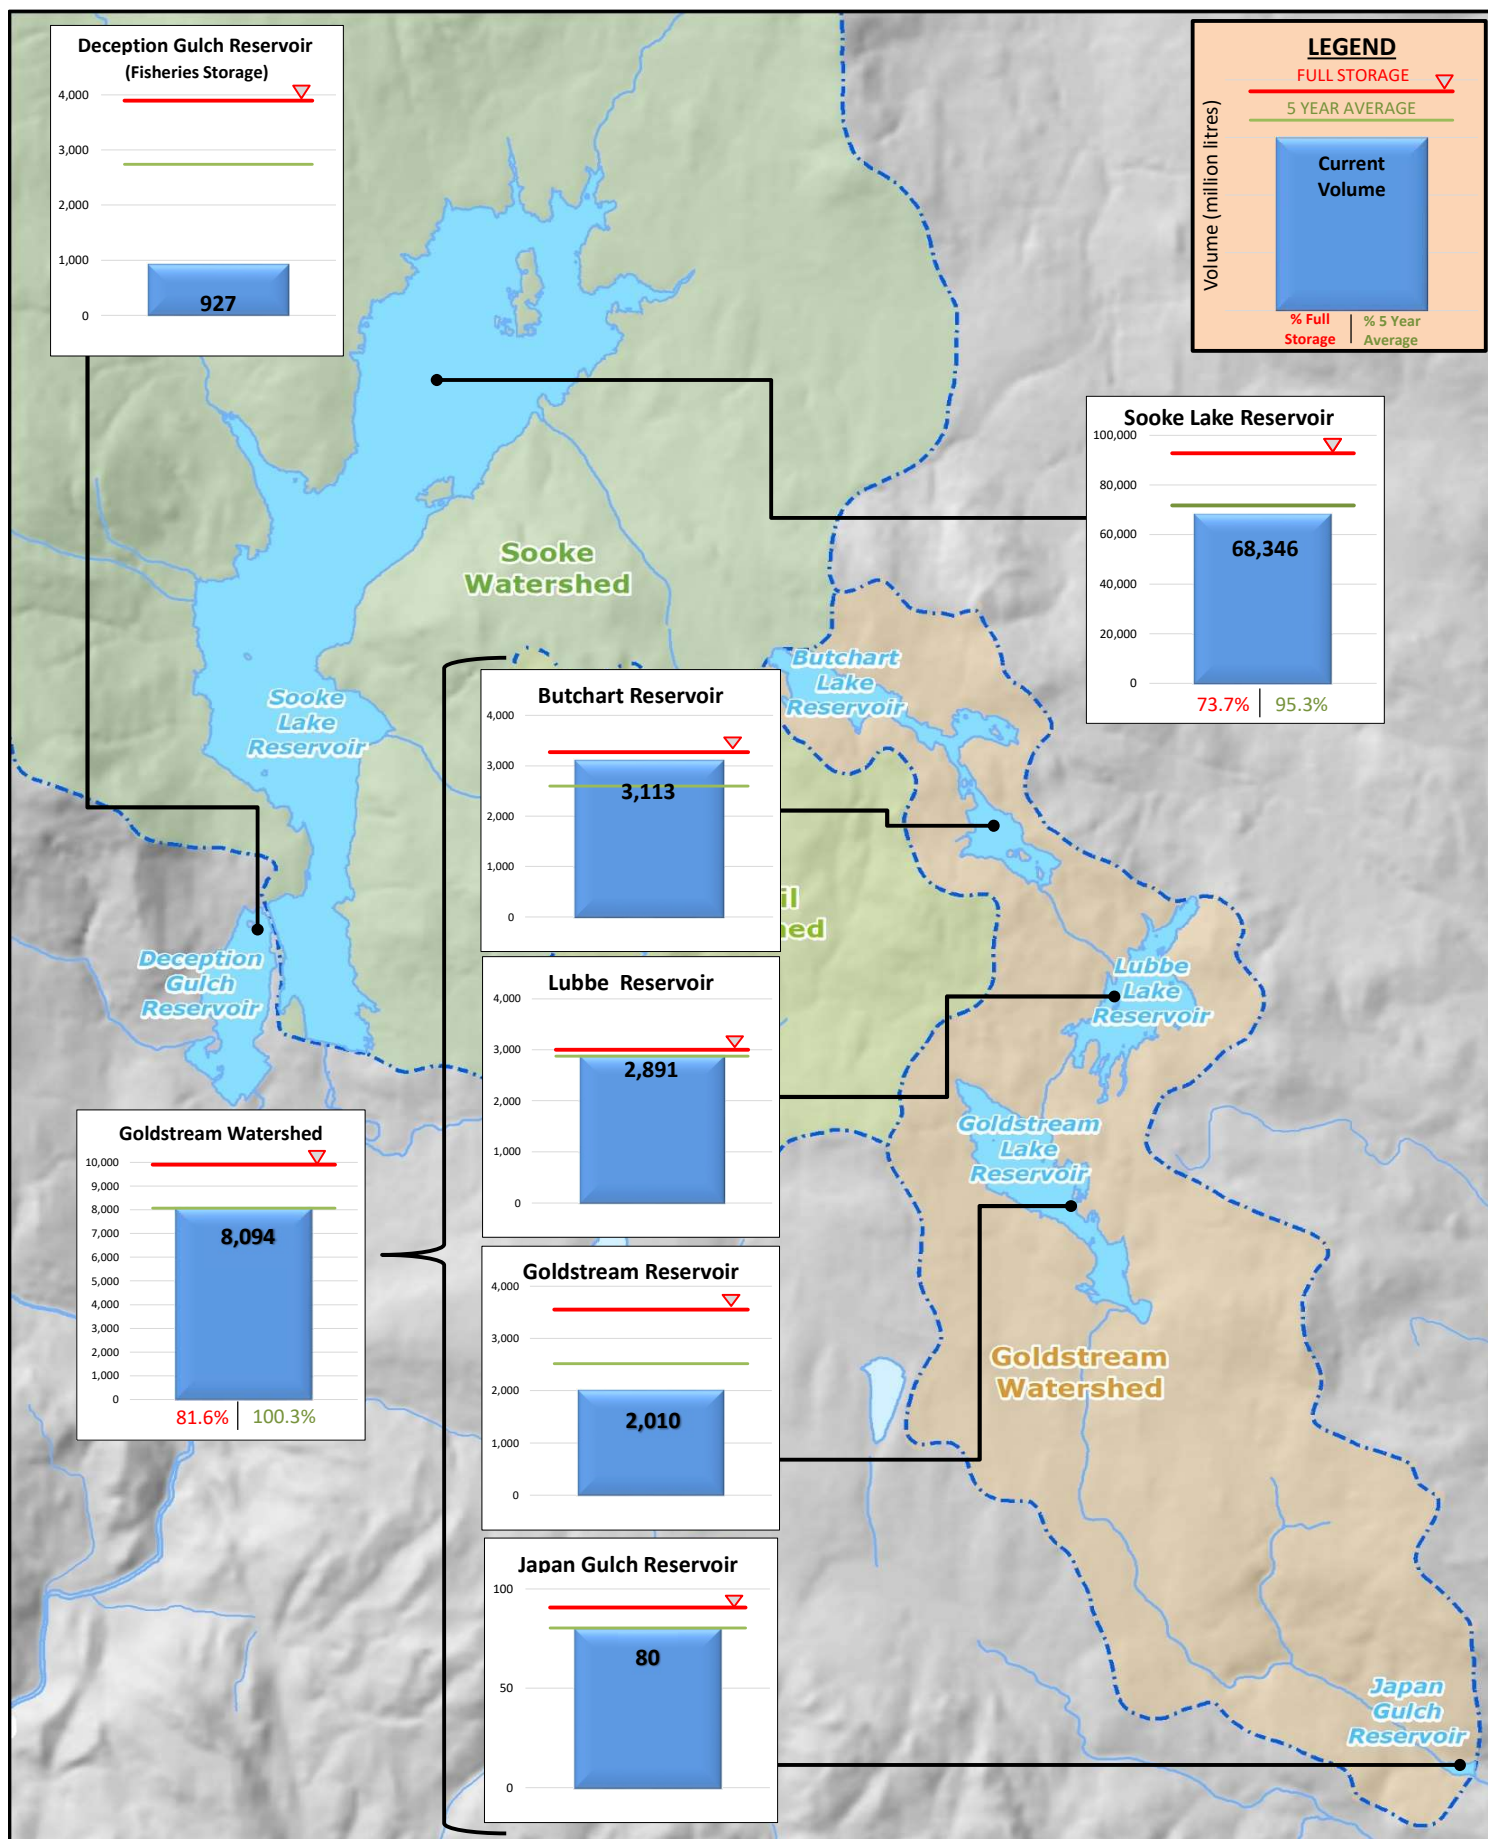 Deception Gulch Reservoir
(Fisheries Storage)
4,000
3,000
2,000
1,000
0
927
LEGEND
FULL STORAGE
5 YEAR AVERAGE
Volume (million litres)
Current
Volume
% Full
Storage
% 5 Year
Average
Sooke Lake Reservoir
100,000
80,000
60,000
40,000
20,000
0
68,346
73.7%
95.3%
Sooke
Watershed
Sooke
Lake
Reservoir
Butchart
Lake
Reservoir
Butchart Reservoir
4,000
3,000
2,000
1,000
0
3,113
il
ned
Deception
Gulch
Reservoir
Lubbe
Lake
Reservoir
Lubbe Reservoir
4,000
3,000
2,000
1,000
0
2,891
Goldstream
Lake
Reservoir
Goldstream Watershed
10,000
9,000
8,000
7,000
6,000
5,000
4,000
3,000
2,000
1,000
0
8,094
81.6%
100.3%
Goldstream Reservoir
4,000
3,000
2,000
1,000
0
2,010
Goldstream
Watershed
Japan Gulch Reservoir
100
50
0
80
Japan
Gulch
Reservoir